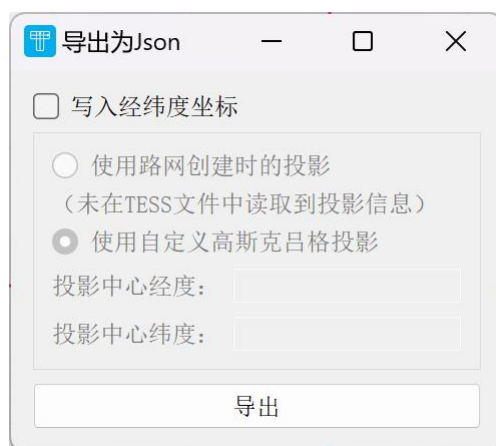 导出为Json
写入经纬度坐标
使用路网创建时的投影
（未在TESS文件中读取到投影信息）
使用自定义高斯克吕格投影
投影中心经度：
投影中心纬度：
导出